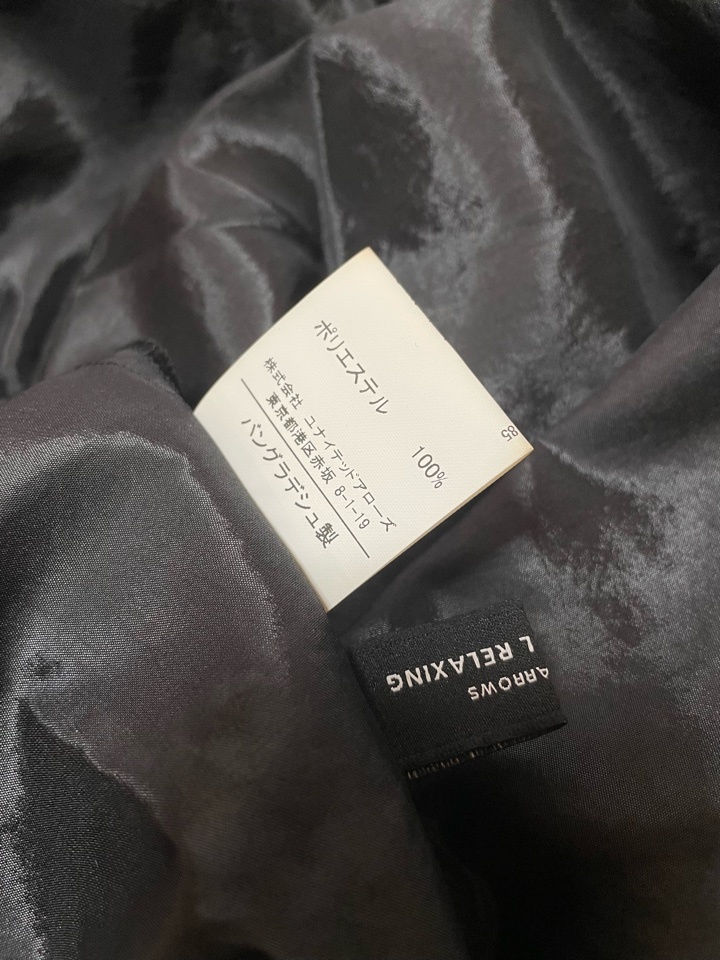 ポリエステル 100%
株式会社 ユナイテッドアローズ
東京都港区赤坂 8-1-19
バングラデシュ製
85
ARROWS
L RELAXING